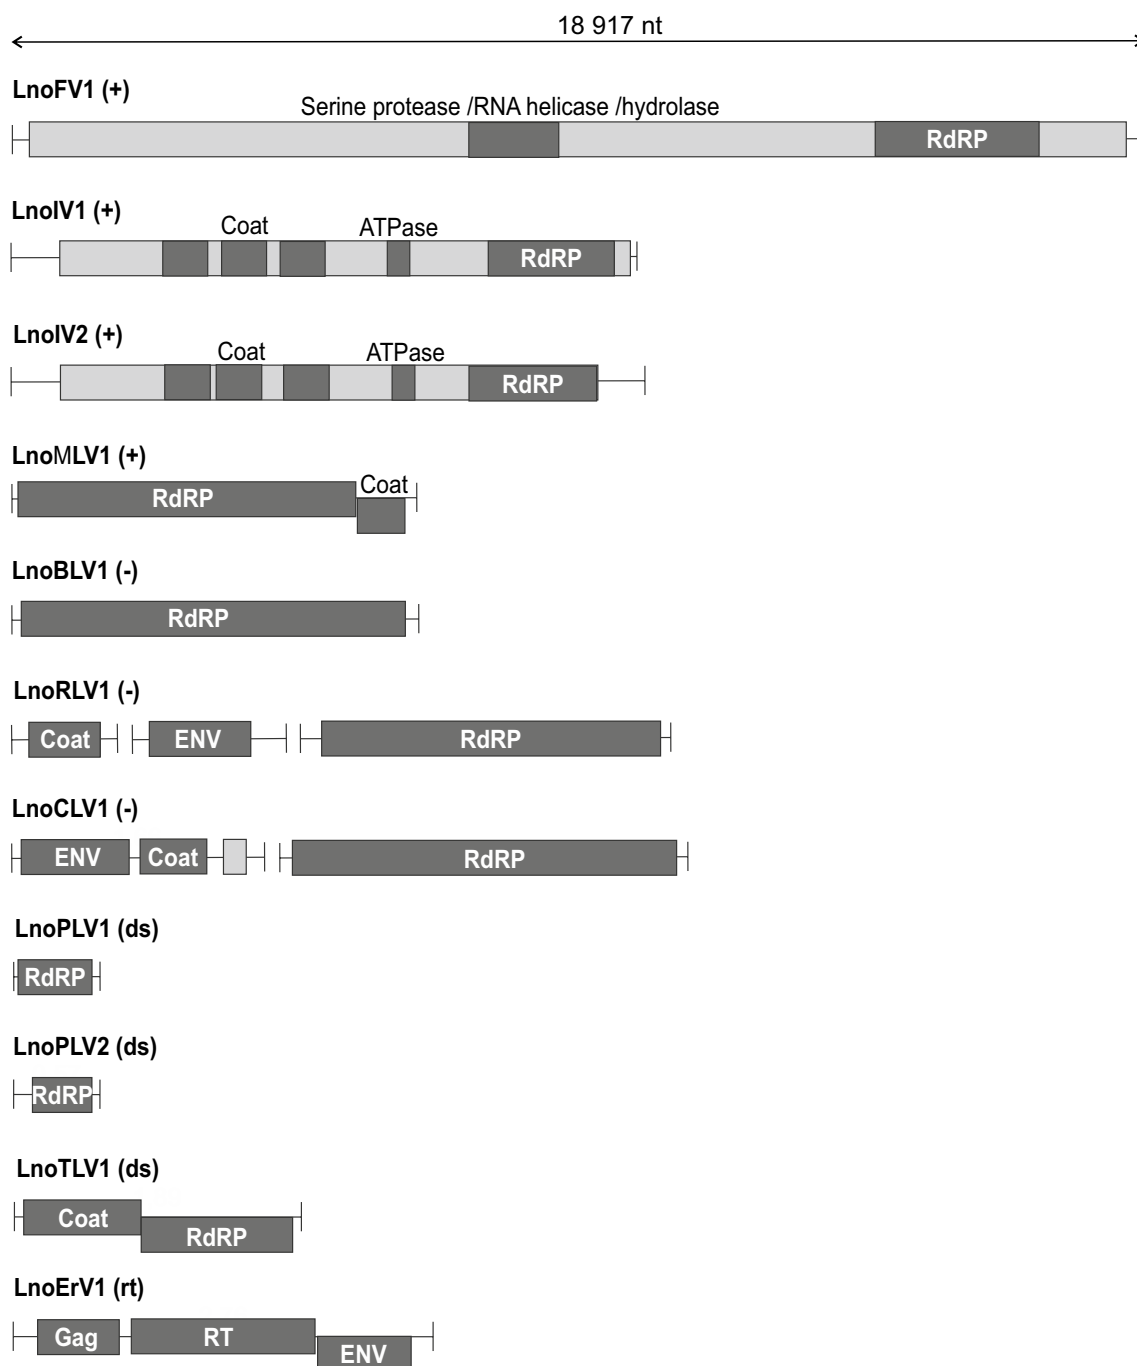 18 917 nt
LnoFV1 (+)
Serine protease /RNA helicase /hydrolase
RdRP
LnoIV1 (+)
Coat ATPase
RdRP
LnoIV2 (+)
Coat ATPase
RdRP
LnoMLV1 (+)
RdRP Coat
LnoBLV1 (-)
RdRP
LnoRLV1 (-)
Coat ENV RdRP
LnoCLV1 (-)
ENV Coat RdRP
LnoPLV1 (ds)
RdRP
LnoPLV2 (ds)
RdRP
LnoTLV1 (ds)
Coat
RdRP
LnoErV1 (rt)
Gag RT
ENV